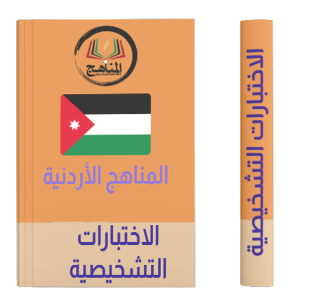 المناهج
المناهج الأردنية
الاختبارات
التشخيصية
الاختبارات التشخيصية